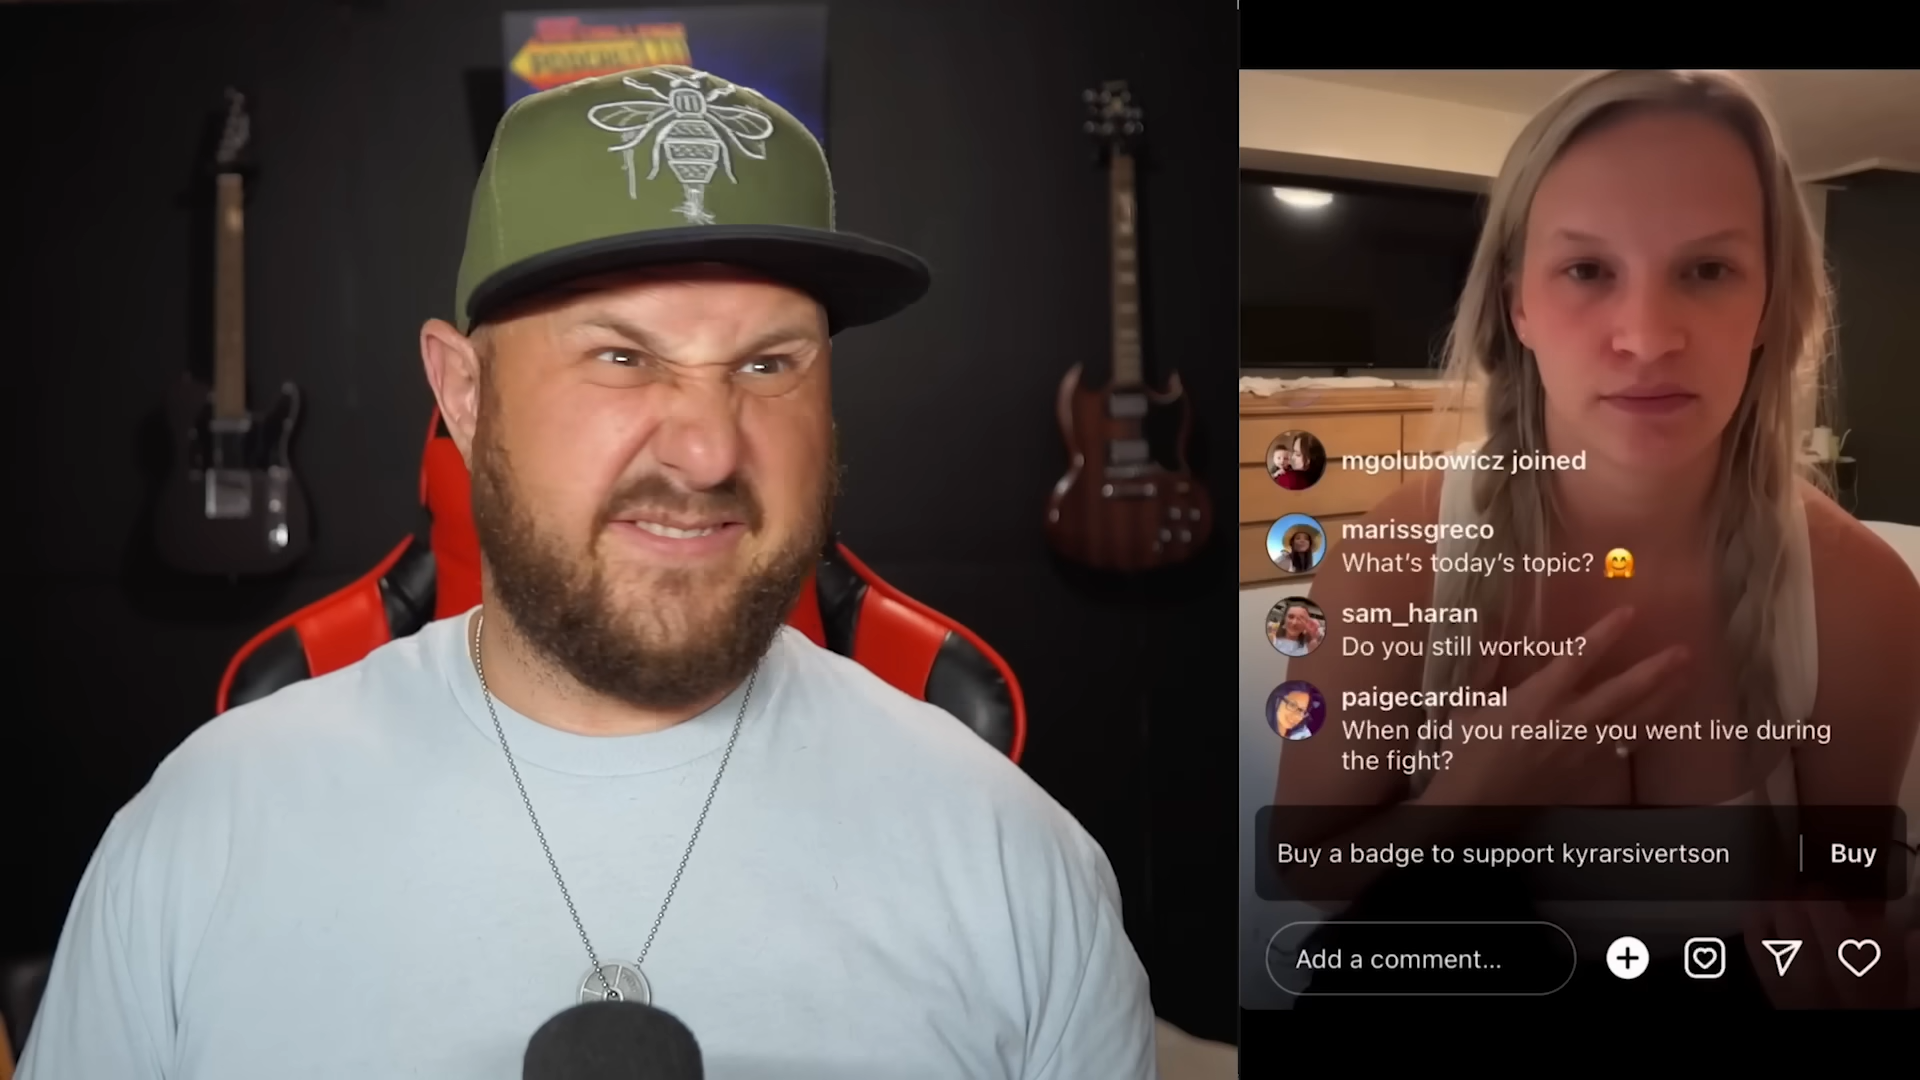 mgolubowicz joined
marissgreco
What's today's topic? 🤗
sam_haran
Do you still workout?
paigecardinal
When did you realize you went live during
the fight?
Buy a badge to support kyrarsivertson
Buy
Add a comment...